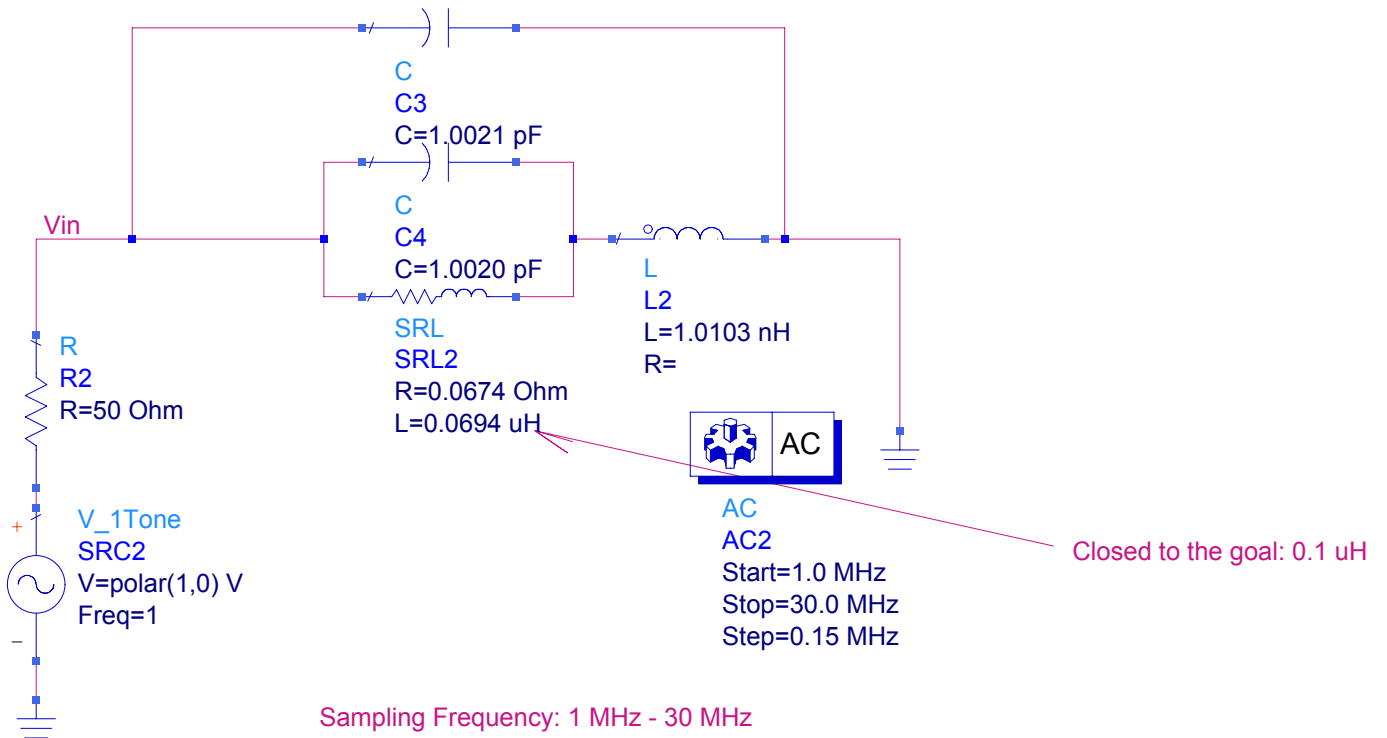 C
C3
C=1.0021 pF
C
C4
C=1.0020 pF
Vin
L
L2
L=1.0103 nH
R=
SRL
SRL2
R=0.0674 Ohm
L=0.0694 uH
R
R2
R=50 Ohm
AC
AC
AC2
Start=1.0 MHz
Stop=30.0 MHz
Step=0.15 MHz
Closed to the goal: 0.1 uH
+
V_1Tone
SRC2
V=polar(1,0) V
Freq=1
−
Sampling Frequency: 1 MHz - 30 MHz